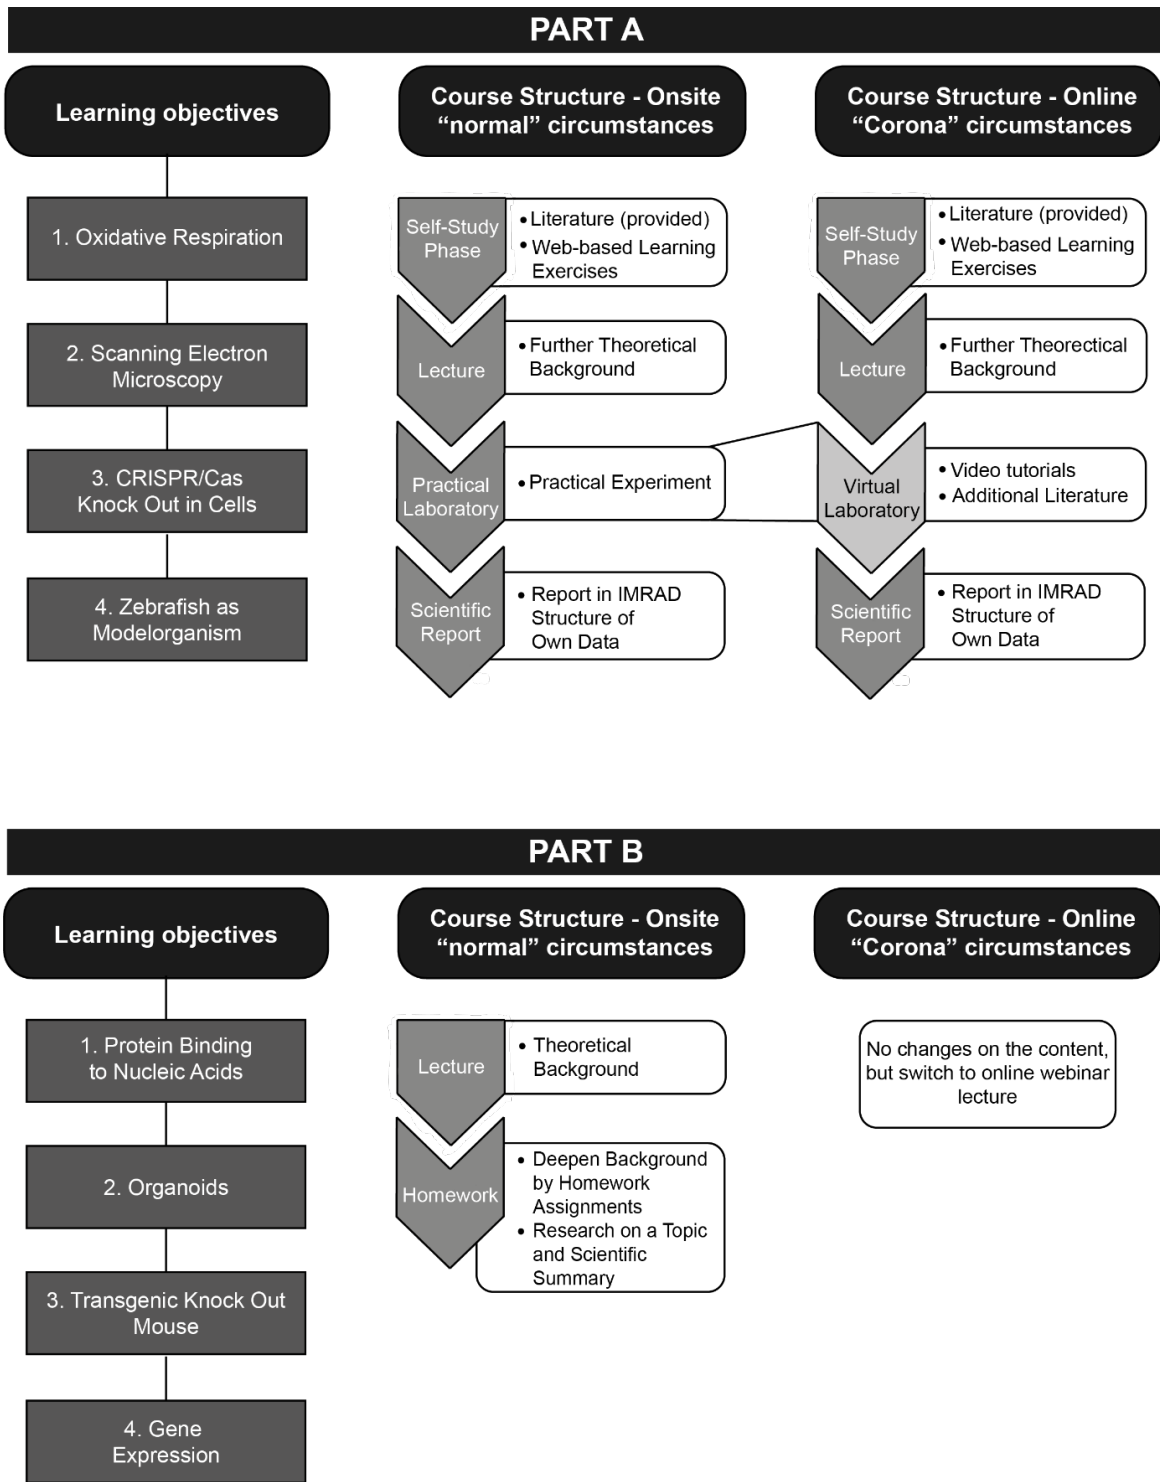 PART A
Learning objectives
1. Oxidative Respiration
2. Scanning Electron
Microscopy
3. CRISPR/Cas
Knock Out in Cells
4. Zebrafish as
Modelorganism
Course Structure - Onsite
“normal” circumstances
Self-Study
Phase
• Literature (provided)
• Web-based Learning
Exercises
Lecture
• Further Theoretical
Background
Practical
Laboratory
• Practical Experiment
Scientific
Report
• Report in IMRAD
Structure of
Own Data
Course Structure - Online
“Corona” circumstances
Self-Study
Phase
• Literature (provided)
• Web-based Learning
Exercises
Lecture
• Further Theorectical
Background
Virtual
Laboratory
• Video tutorials
• Additional Literature
Scientific
Report
• Report in IMRAD
Structure of
Own Data
PART B
Learning objectives
1. Protein Binding
to Nucleic Acids
2. Organoids
3. Transgenic Knock Out
Mouse
4. Gene
Expression
Course Structure - Onsite
“normal” circumstances
Lecture
• Theoretical
Background
Homework
• Deepen Background
by Homework
Assignments
• Research on a Topic
and Scientific
Summary
Course Structure - Online
“Corona” circumstances
No changes on the content,
but switch to online webinar
lecture